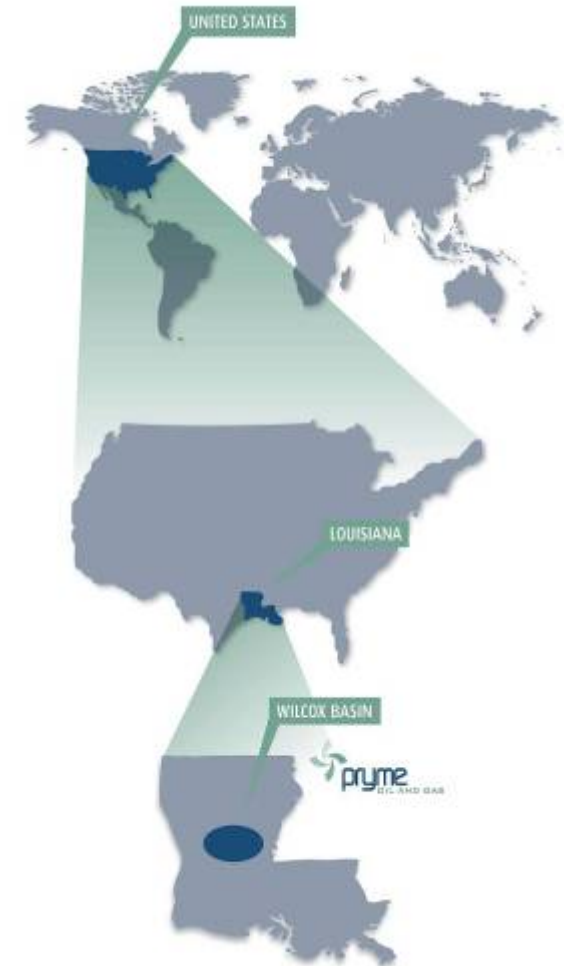 UNITED STATES
LOUISIANA
WILCOX BASIN
pryme
OIL AND GAS